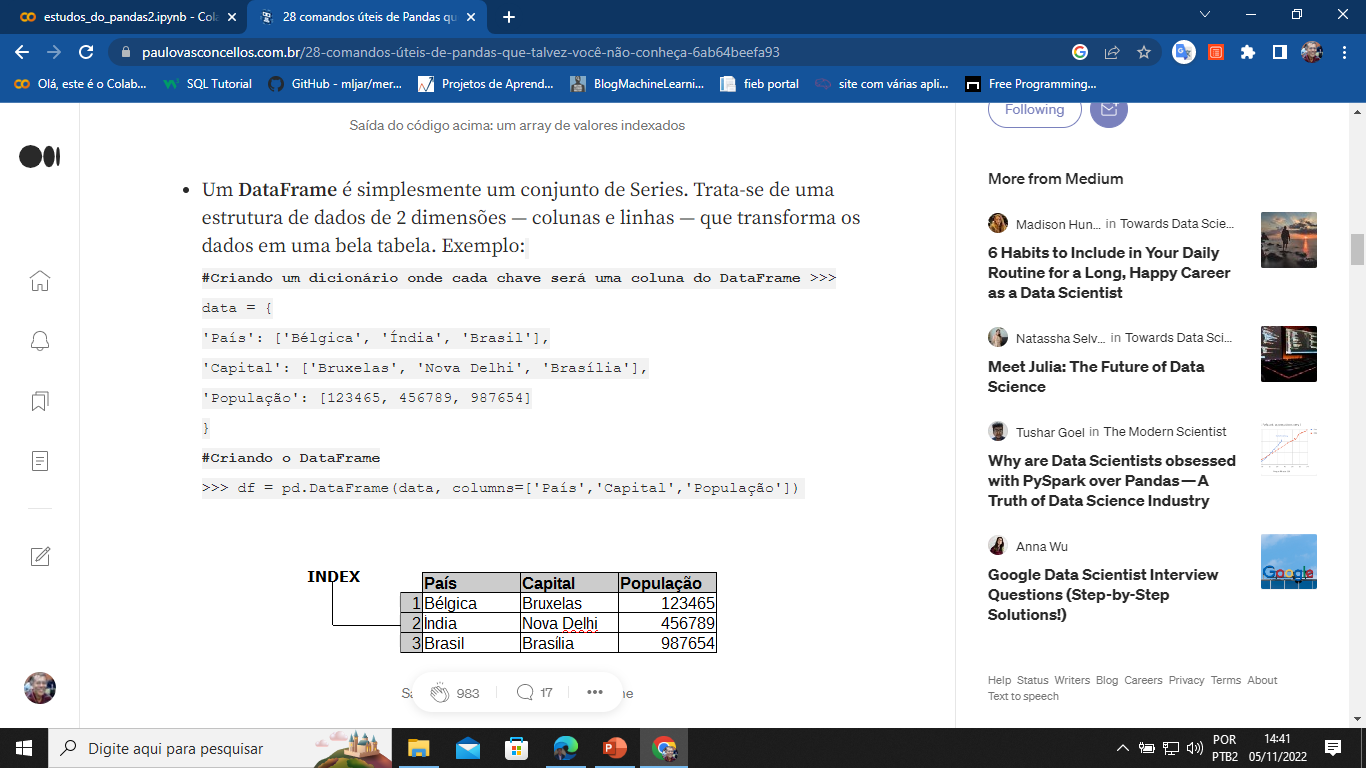 estudos_do_pandas2.ipynb - Cola
28 comandos úteis de Pandas qu
paulovasconcellos.com.br/28-comandos-úteis-de-pandas-que-talvez-você-não-conheça-6ab64beefa93
Olá, este é o Colab...
SQL Tutorial
GitHub - mljar/mer...
Projetos de Aprend...
BlogMachineLearni...
fieb portal
site com várias apli...
Free Programming...
Saída do código acima: um array de valores indexados
• Um DataFrame é simplesmente um conjunto de Series. Trata-se de uma
estrutura de dados de 2 dimensões — colunas e linhas — que transforma os
dados em uma bela tabela. Exemplo:
#Criando um dicionário onde cada chave será uma coluna do DataFrame >>>
data = {
'País': ['Bélgica', 'Índia', 'Brasil'],
'Capital': ['Bruxelas', 'Nova Delhi', 'Brasília'],
'População': [123465, 456789, 987654]
}
#Criando o DataFrame
>>> df = pd.DataFrame(data, columns=['País','Capital','População'])
INDEX
País Capital População
1 Bélgica Bruxelas 123465
2 Índia Nova Delhi 456789
3 Brasil Brasília 987654
983
17
Following
More from Medium
Madison Hun... in Towards Data Scie...
6 Habits to Include in Your Daily
Routine for a Long, Happy Career
as a Data Scientist
Natassha Selv... in Towards Data Sci...
Meet Julia: The Future of Data
Science
Tushar Goel in The Modern Scientist
Why are Data Scientists obsessed
with PySpark over Pandas — A
Truth of Data Science Industry
Anna Wu
Google Data Scientist Interview
Questions (Step-by-Step
Solutions!)
Google
Help Status Writers Blog Careers Privacy Terms About
Text to speech
Digite aqui para pesquisar
POR
PTB2
14:41
05/11/2022